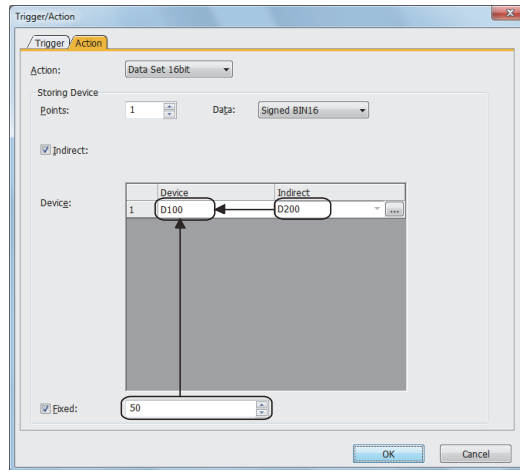 Trigger/Action
x
Trigger Action
Action: Data Set 16bit
Storing Device
Points: 1 Data: Signed BIN16
Indirect:
Device Indirect
Device: 1 D100 D200 ...
Fixed: 50
OK Cancel